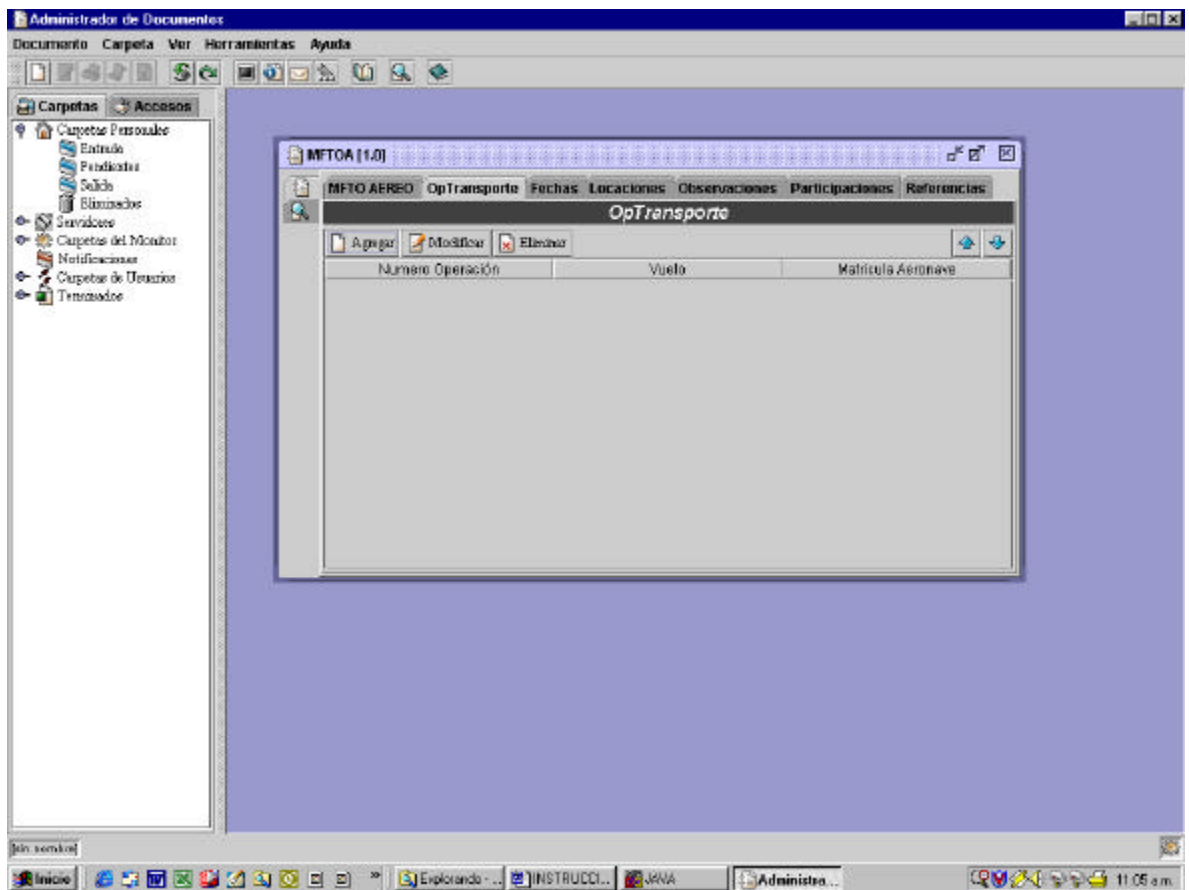 Administrador de Documentos
Documento Carpeta Ver Herramientas Ayuda
Carpetas Accesos
Carpetas Personales
Entrada
Pendientes
Salida
Eliminados
Servidores
Carpetas del Monitor
Notificaciones
Carpetas de Usuarios
Terminados
MFTOA [1.0]
MFTO AEREO OpTransporte Fechas Locaciones Observaciones Participaciones Referencias
OpTransporte
Agregar Modificar Eliminar
Numero Operación Vuelo Matrícula Aeronave
[sin nombre]
Inicio Explorando - ... INSTRUCCI... JAVA Administra... 11:05 a.m.